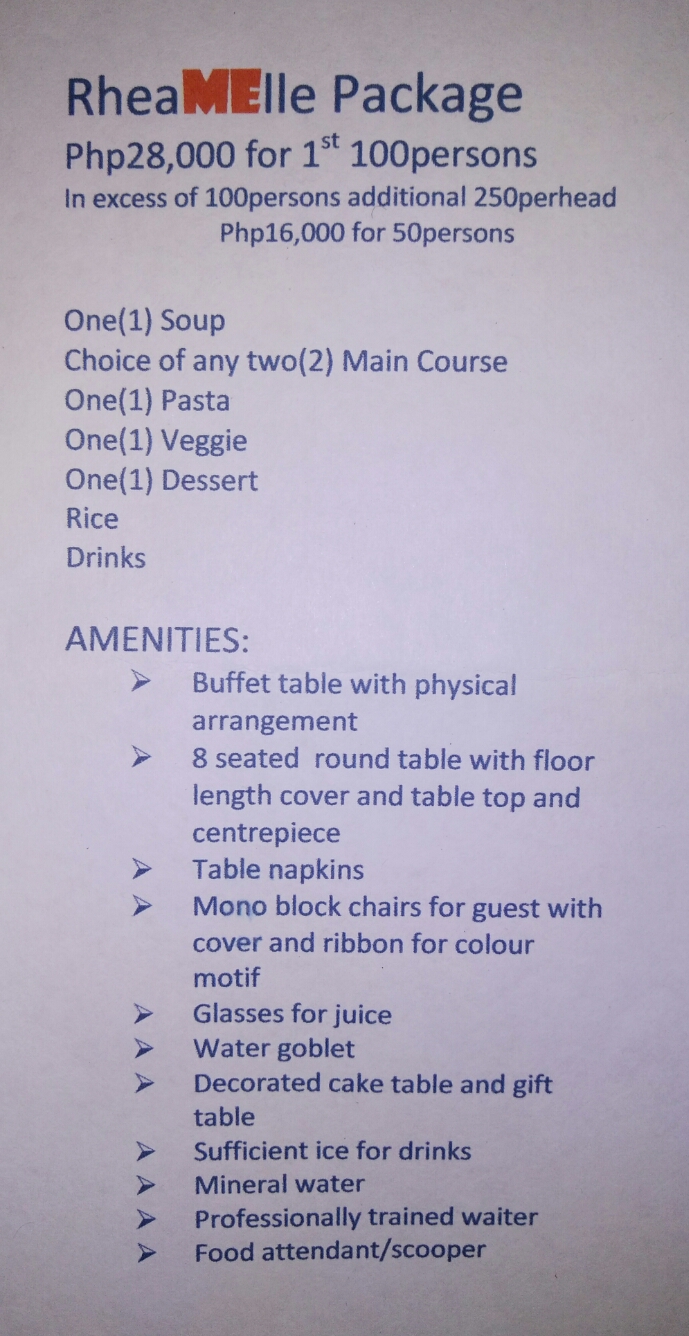 RheaMElle Package
Php28,000 for 1st 100persons
In excess of 100persons additional 250perhead
Php16,000 for 50persons
One(1) Soup
Choice of any two(2) Main Course
One(1) Pasta
One(1) Veggie
One(1) Dessert
Rice
Drinks
AMENITIES:
➢ Buffet table with physical
arrangement
➢ 8 seated  round table with floor
length cover and table top and
centrepiece
➢ Table napkins
➢ Mono block chairs for guest with
cover and ribbon for colour
motif
➢ Glasses for juice
➢ Water goblet
➢ Decorated cake table and gift
table
➢ Sufficient ice for drinks
➢ Mineral water
➢ Professionally trained waiter
➢ Food attendant/scooper